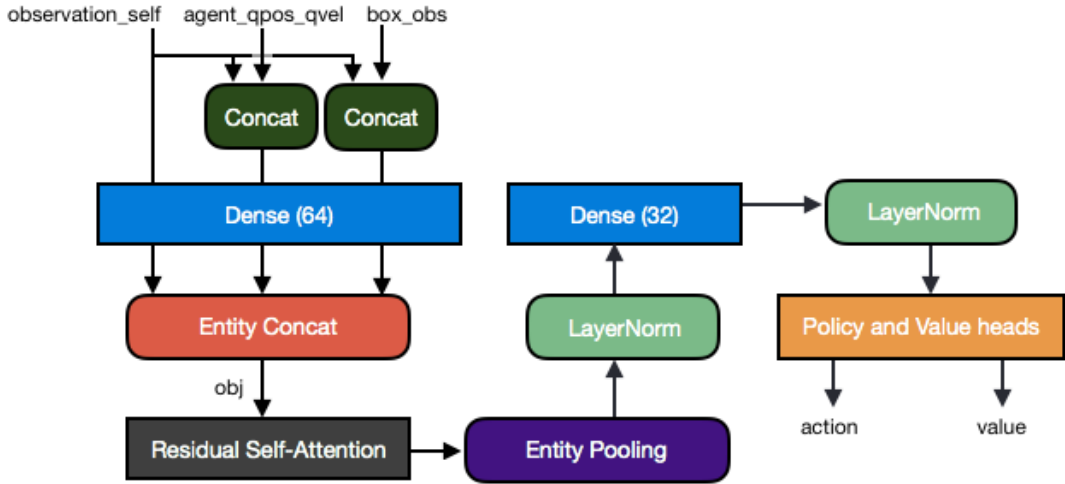 observation_self agent_qpos_qvel box_obs
Concat Concat
Dense (64)
Entity Concat
obj
Residual Self-Attention
Entity Pooling
LayerNorm
Dense (32)
LayerNorm
Policy and Value heads
action value